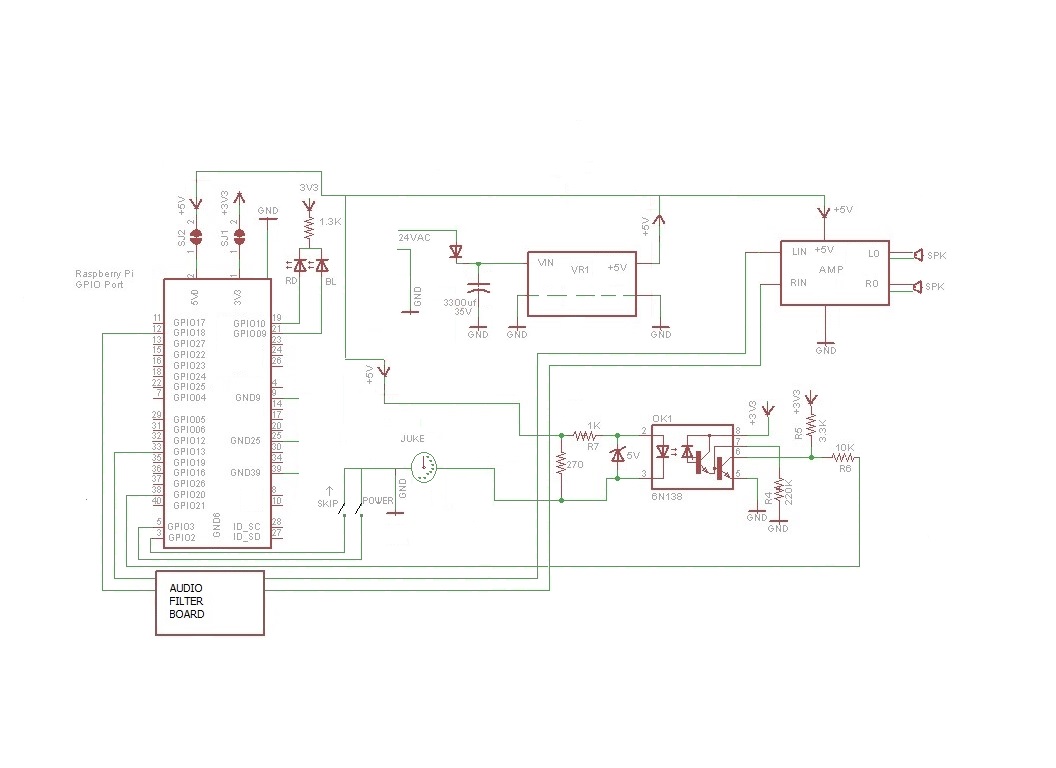 Raspberry Pi
GPIO Port
+5V
2
SJ2
1
+3V3
2
SJ1
1
GND
3V3
1.3K
RD
BL
2
1
5V0
3V3
11 GPIO17
12 GPIO18
13 GPIO27
15 GPIO22
16 GPIO23
18 GPIO24
22 GPIO25
7 GPIO04
29 GPIO05
31 GPIO06
32 GPIO12
33 GPIO13
35 GPIO19
36 GPIO16
37 GPIO26
38 GPIO20
40 GPIO21
5 GPIO3
3 GPIO2
GND6
GPIO10 19
GPIO09 21
23
24
26
4
GND9 9
14
17
20
GND25 25
30
34
GND39 39
8
10
ID_SC 28
ID_SD 27
24VAC
GND
3300uf
35V
GND
VIN
VR1
+5V
GND
GND
+5V
+5V
LIN
+5V
LO
AMP
RIN
RO
SPK
SPK
GND
+5V
JUKE
GND
SKIP
POWER
1K
R7
270
5V
OK1
2
3
8
7
6
5
6N138
+3V3
+3V3
R5
3.3K
10K
R6
R4
220K
GND
GND
AUDIO
FILTER
BOARD